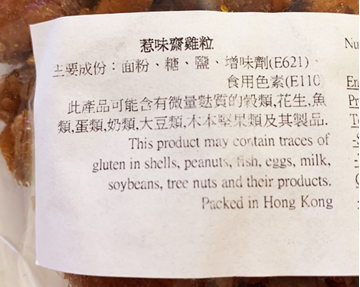 惹味齋雞粒
主要成份：面粉、糖、鹽、增味劑(E621)、
食用色素(E110
此產品可能含有微量麩質的穀類,花生,魚
類,蛋類,奶類,大豆類,木本堅果類及其製品.
This product may contain traces of
gluten in shells, peanuts, fish, eggs, milk,
soybeans, tree nuts and their products.
Packed in Hong Kong
Nu
En
Pr